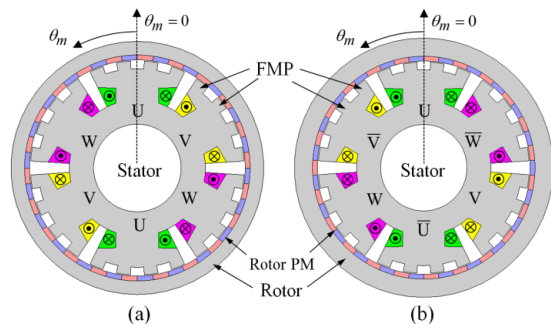 θm θm = 0
θm θm = 0
FMP
U
V
W
Stator
V
W
U
U
V̅
W̅
Stator
W
V
U̅
Rotor PM
Rotor
(a)
(b)